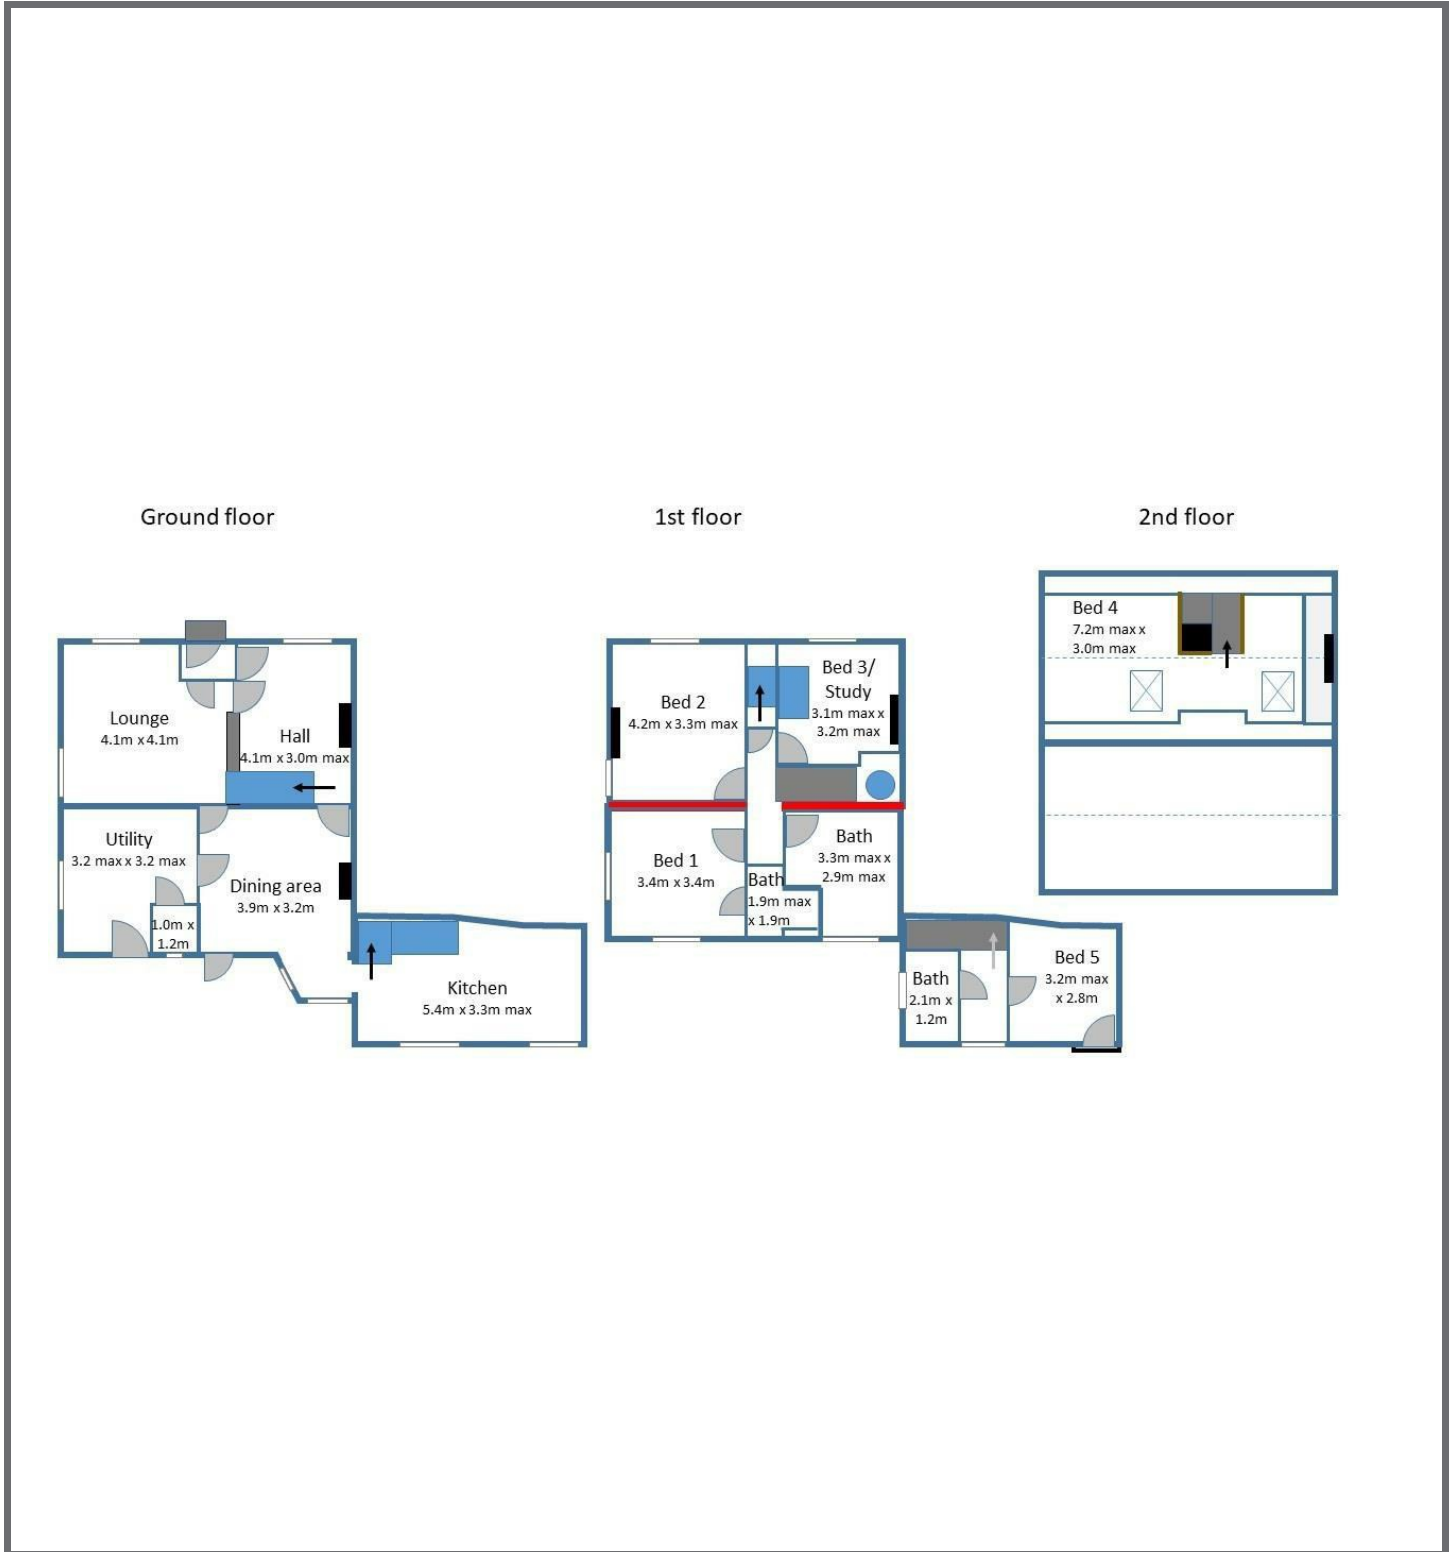 Ground floor
1st floor
2nd floor
Lounge
4.1m x 4.1m
Hall
4.1m x 3.0m max
Utility
3.2 max x 3.2 max
1.0m x
1.2m
Dining area
3.9m x 3.2m
Kitchen
5.4m x 3.3m max
Bed 2
4.2m x 3.3m max
Bed 3/
Study
3.1m max x
3.2m max
Bed 1
3.4m x 3.4m
Bath
1.9m max
x 1.9m
Bath
3.3m max x
2.9m max
Bath
2.1m x
1.2m
Bed 5
3.2m max
x 2.8m
Bed 4
7.2m max x
3.0m max